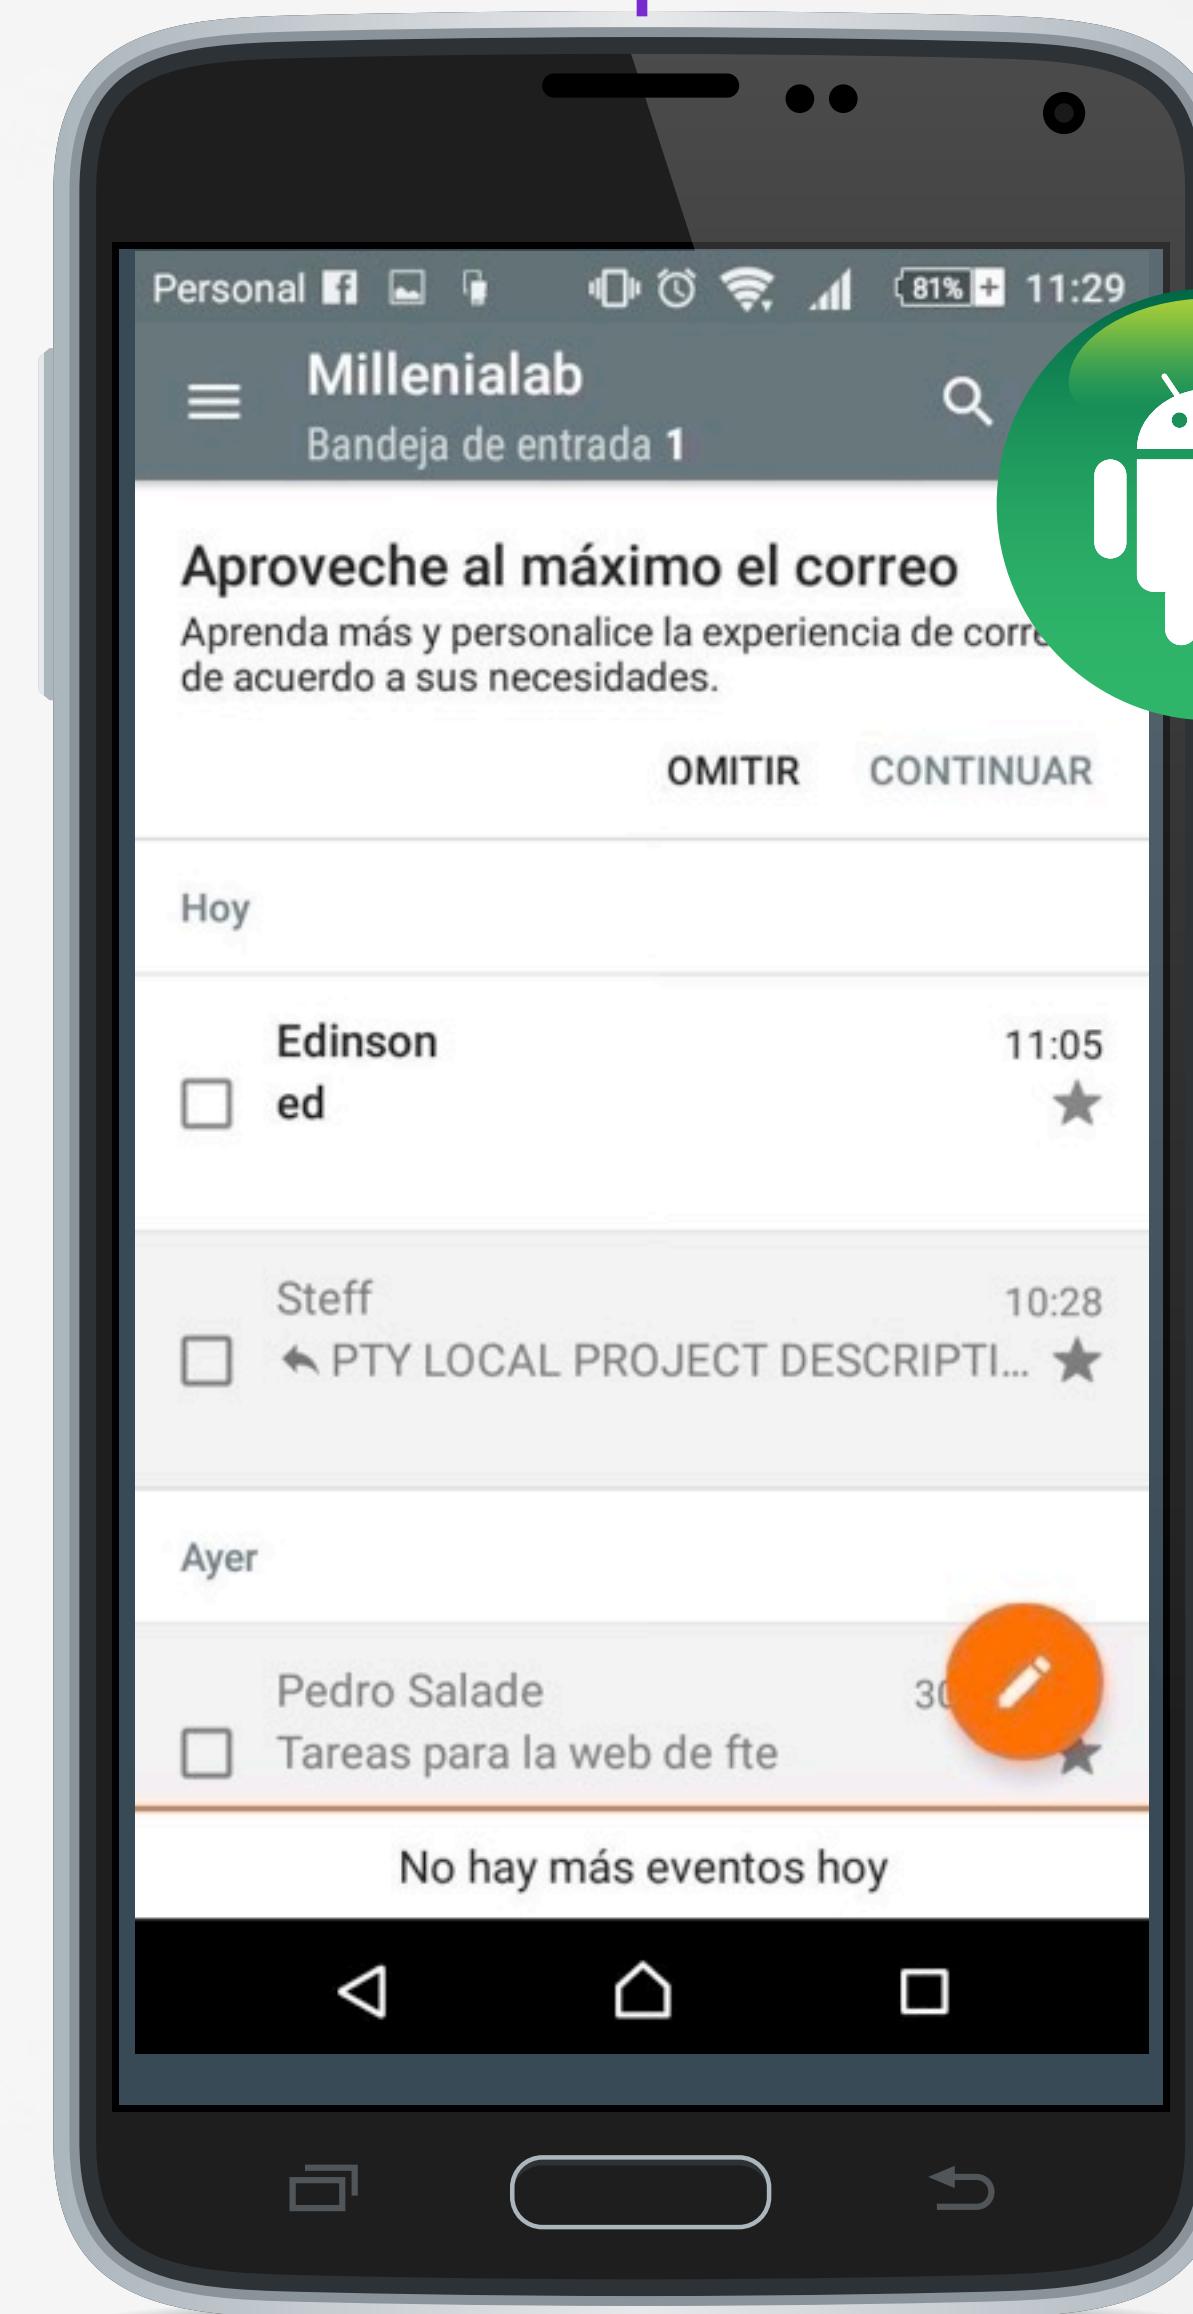 Personal 81% 11:29
Millenialab
Bandeja de entrada 1
Aproveche al máximo el correo
Aprenda más y personalice la experiencia de
de acuerdo a sus necesidades.
OMITIR CONTINUAR
Hoy
Edinson 11:05
ed
Steff 10:28
PTY LOCAL PROJECT DESCRIPTI...
Ayer
Pedro Salade
Tareas para la web de fte
No hay más eventos hoy